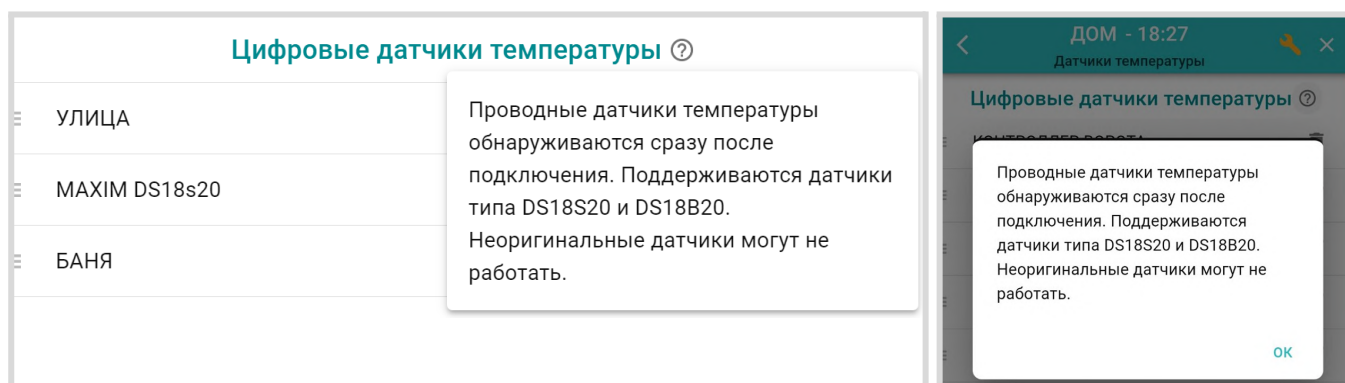 Цифровые датчики температуры
УЛИЦА
MAXIM DS18s20
БАНЯ
Проводные датчики температуры
обнаруживаются сразу после
подключения. Поддерживаются датчики
типа DS18S20 и DS18B20.
Неоригинальные датчики могут не
работать.
ДОМ - 18:27
Датчики температуры
Цифровые датчики температуры
Проводные датчики температуры
обнаруживаются сразу после
подключения. Поддерживаются
датчики типа DS18S20 и DS18B20.
Неоригинальные датчики могут не
работать.
ОК